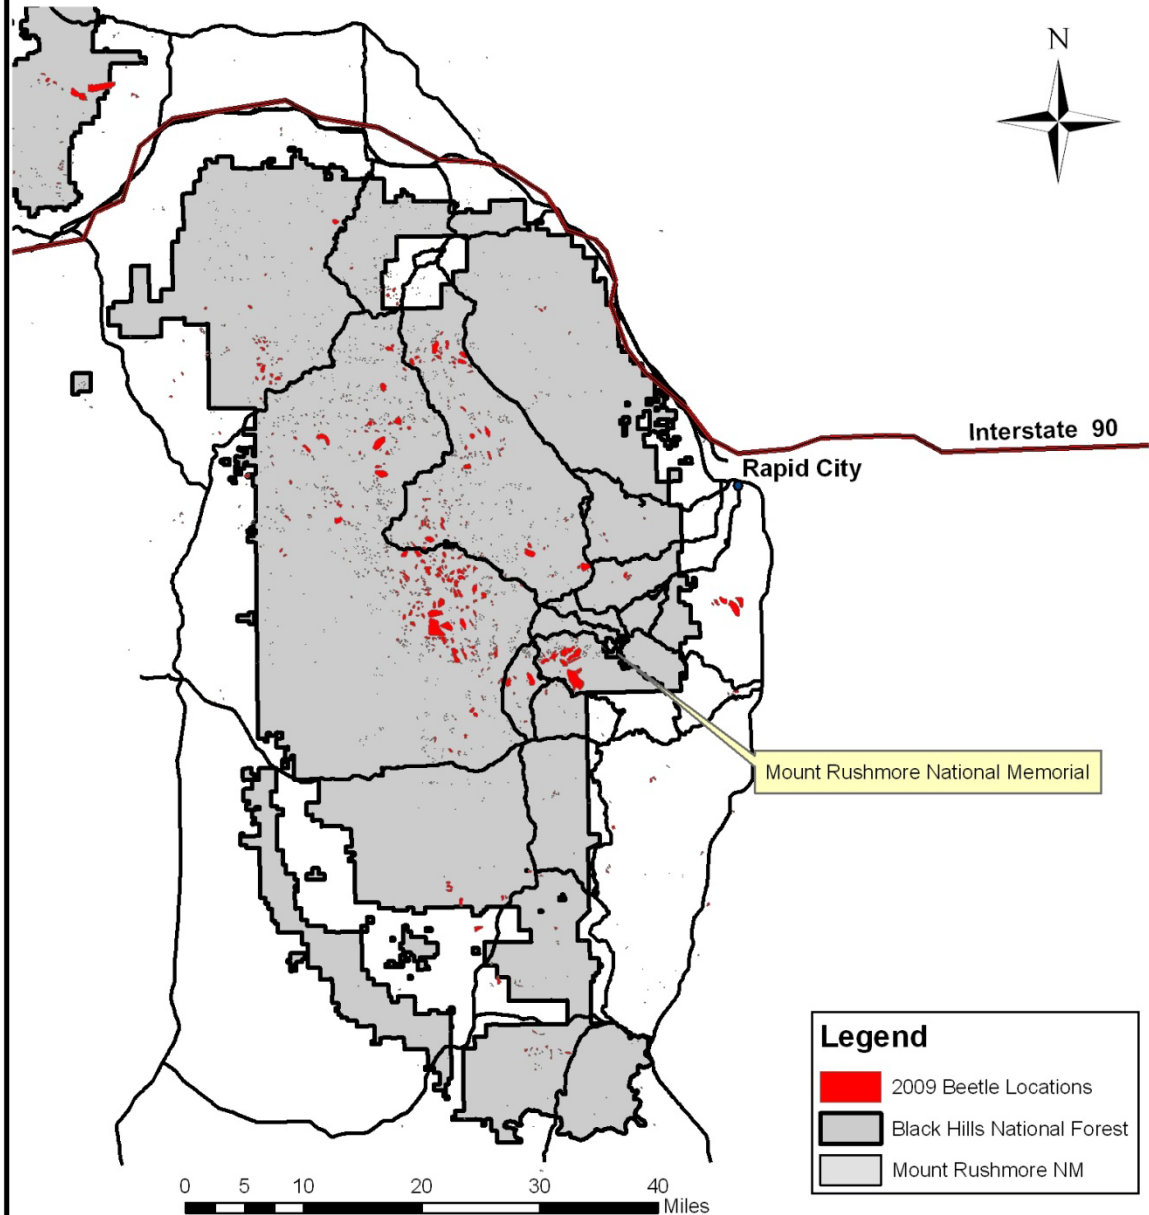 N
Interstate 90
Rapid City
Mount Rushmore National Memorial
Legend
2009 Beetle Locations
Black Hills National Forest
Mount Rushmore NM
0 5 10 20 30 40
Miles